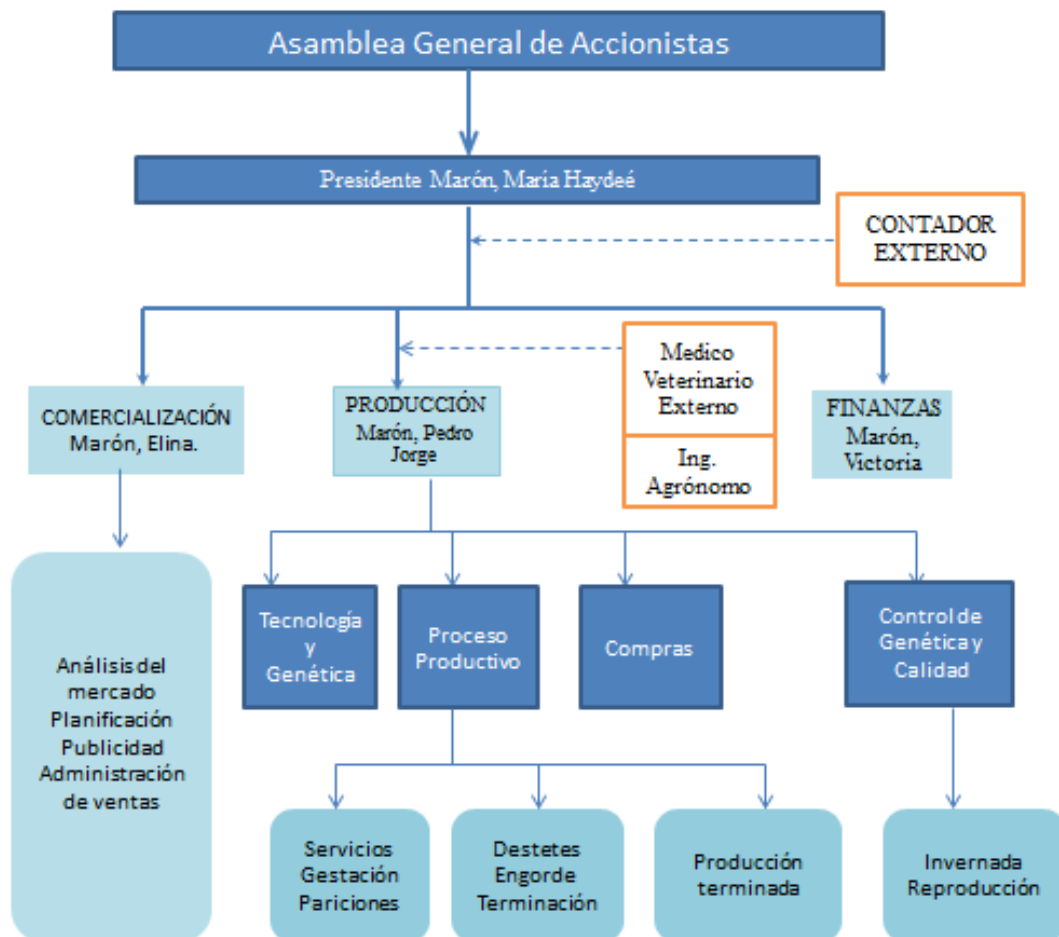 Asamblea General de Accionistas
Presidente Marón, Maria Haydeé
CONTADOR
EXTERNO
Medico
Veterinario
Externo
Ing.
Agrónomo
COMERCIALIZACIÓN
Marón, Elina.
PRODUCCIÓN
Marón, Pedro
Jorge
FINANZAS
Marón,
Victoria
Análisis del
mercado
Planificación
Publicidad
Administración
de ventas
Tecnología
y
Genética
Proceso
Productivo
Compras
Control de
Genética y
Calidad
Servicios
Gestación
Pariciones
Destetes
Engorde
Terminación
Producción
terminada
Invernada
Reproducción